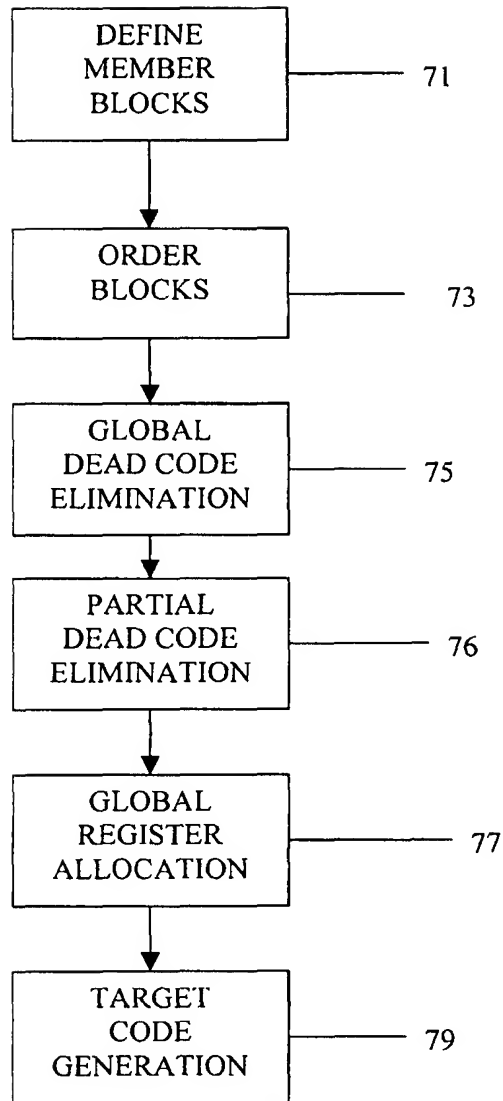 DEFINE
MEMBER
BLOCKS
71
ORDER
BLOCKS
73
GLOBAL
DEAD CODE
ELIMINATION
75
PARTIAL
DEAD CODE
ELIMINATION
76
GLOBAL
REGISTER
ALLOCATION
77
TARGET
CODE
GENERATION
79